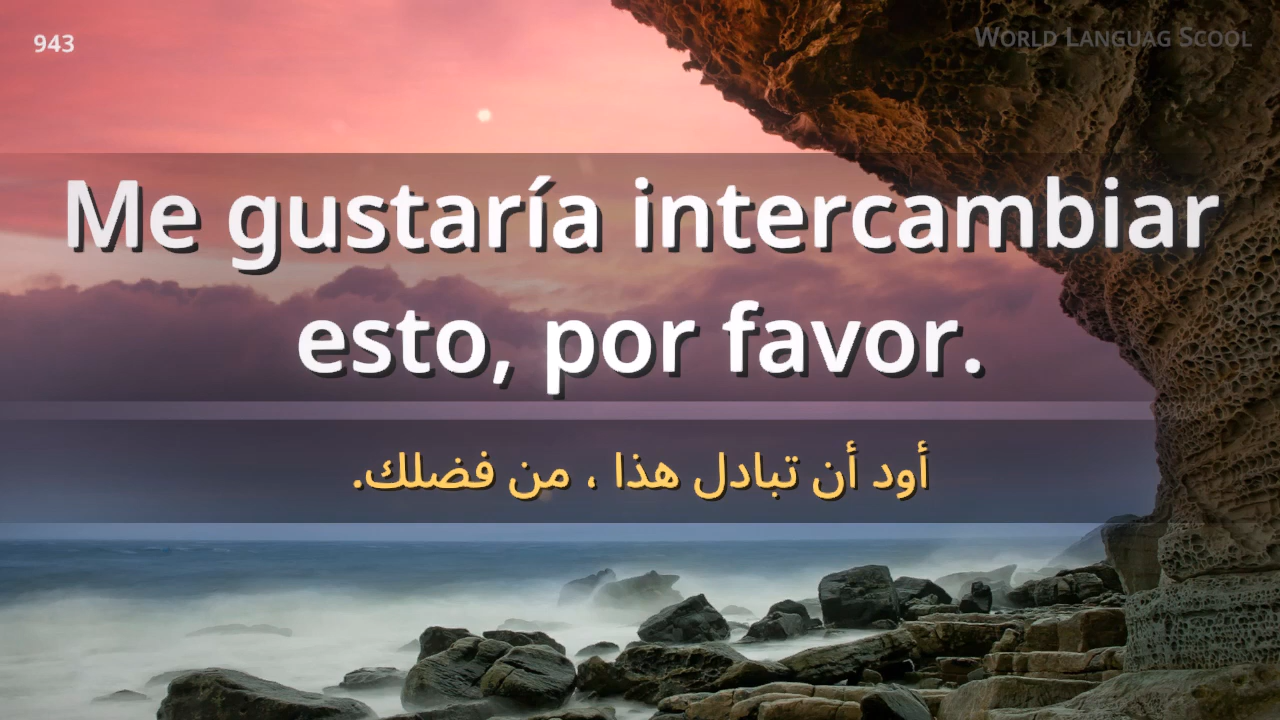 943
World Languag Scool
Me gustaría intercambiar
esto, por favor.
أود أن تبادل هذا ، من فضلك.